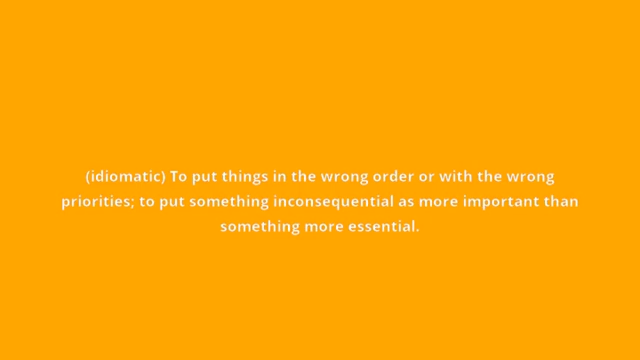 (idiomatic) To put things in the wrong order or with the wrong
priorities; to put something inconsequential as more important than
something more essential.